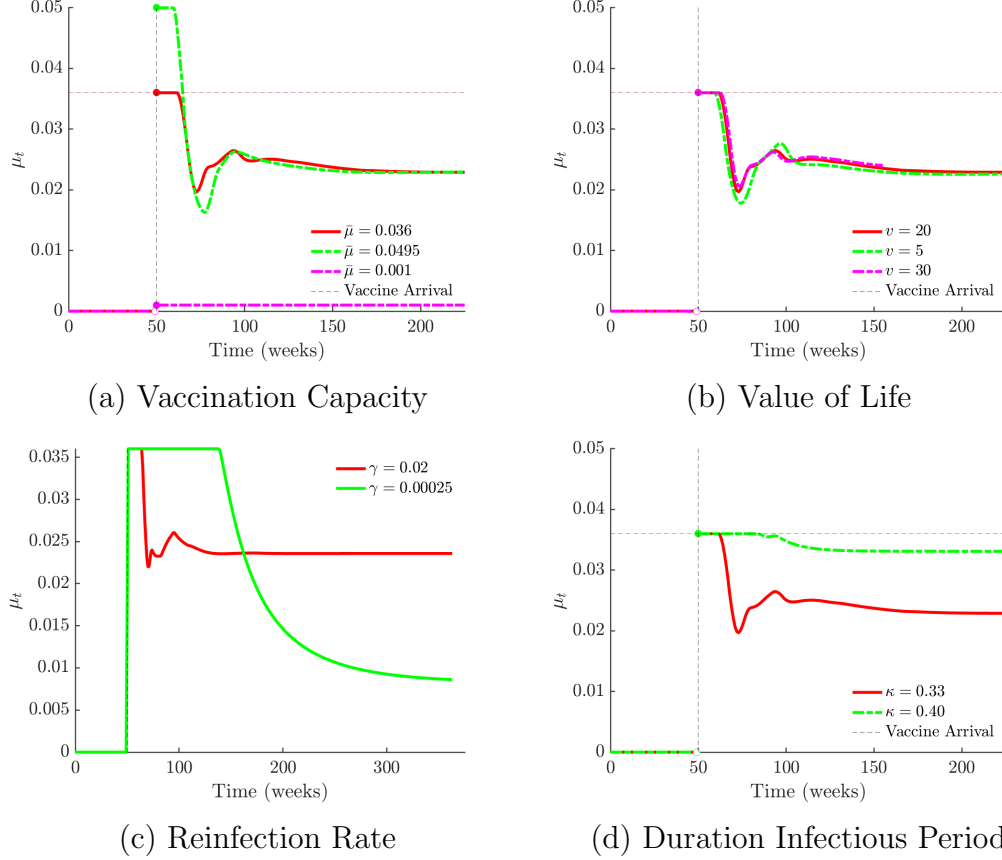 0.05
0.04
0.03
0.02
0.01
0
μ_t
μ̄ = 0.036
μ̄ = 0.0495
μ̄ = 0.001
Vaccine Arrival
0 50 100 150 200
Time (weeks)
(a) Vaccination Capacity
0.05
0.04
0.03
0.02
0.01
0
μ_t
v = 20
v = 5
v = 30
Vaccine Arrival
0 50 100 150 200
Time (weeks)
(b) Value of Life
0.035
0.03
0.025
0.02
0.015
0.01
0.005
0
μ_t
γ = 0.02
γ = 0.00025
0 100 200 300
Time (weeks)
(c) Reinfection Rate
0.05
0.04
0.03
0.02
0.01
0
μ_t
κ = 0.33
κ = 0.40
Vaccine Arrival
0 50 100 150 200
Time (weeks)
(d) Duration Infectious Period